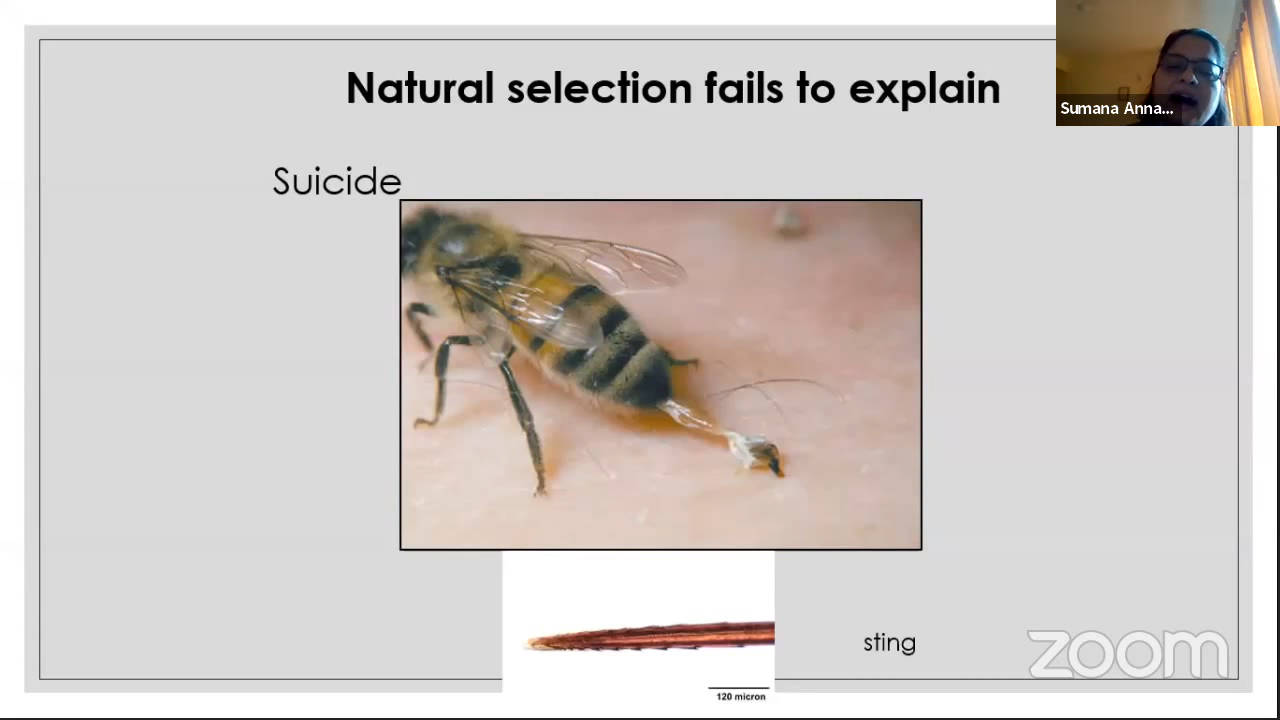 Natural selection fails to explain
Sumana Anna...
Suicide
sting
120 micron
zoom